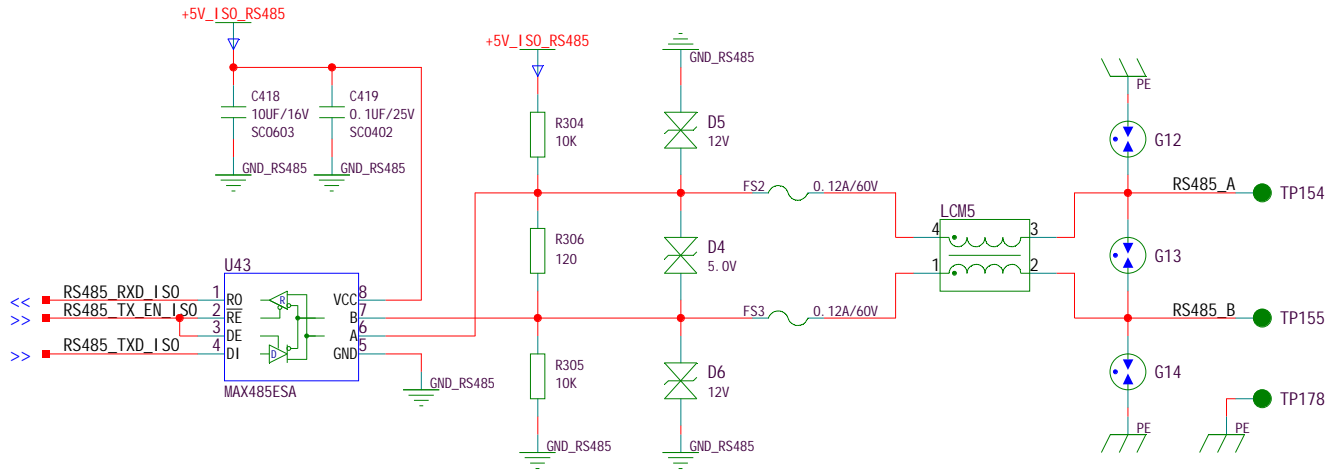 +5V_ISO_RS485
+5V_ISO_RS485
GND_RS485
PE
C418
10UF/16V
SC0603
C419
0.1UF/25V
SC0402
R304
10K
D5
12V
G12
GND_RS485
GND_RS485
FS2
0.12A/60V
RS485_A
TP154
LCM5
4
3
1
2
R306
120
D4
5.0V
G13
U43
RS485_RXD_ISO
1
RO
VCC
8
<<
RS485_TX_EN_ISO
2
RE
B
7
>>
3
DE
A
6
RS485_TXD_ISO
4
DI
GND
5
>>
R
D
MAX485ESA
GND_RS485
FS3
0.12A/60V
RS485_B
TP155
R305
10K
D6
12V
G14
TP178
GND_RS485
GND_RS485
PE
PE